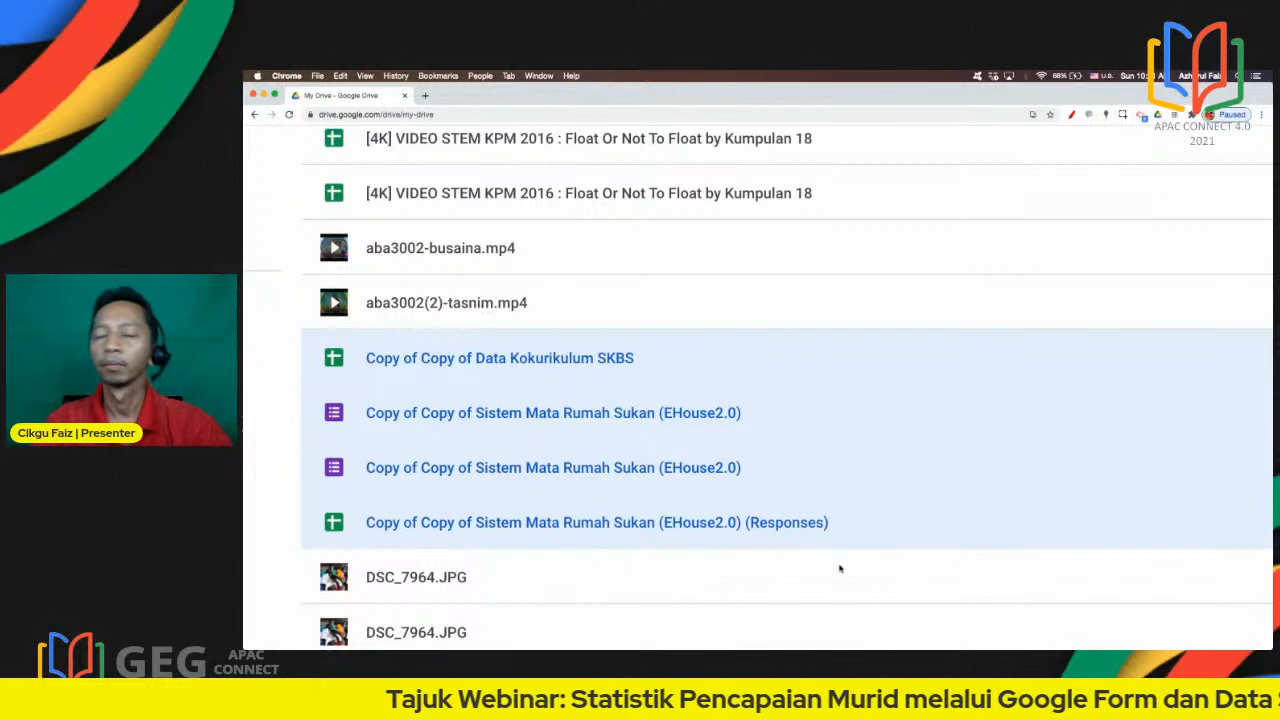 APAC CONNECT 4.0
2021
Chrome File Edit View History Bookmarks People Tab Window Help
68%
U.S.
Sun 10
My Drive - Google Drive
drive.google.com/drive/my-drive
Paused
[4K] VIDEO STEM KPM 2016 : Float Or Not To Float by Kumpulan 18
[4K] VIDEO STEM KPM 2016 : Float Or Not To Float by Kumpulan 18
aba3002-busaina.mp4
aba3002(2)-tasnim.mp4
Copy of Copy of Data Kokurikulum SKBS
Copy of Copy of Sistem Mata Rumah Sukan (EHouse2.0)
Copy of Copy of Sistem Mata Rumah Sukan (EHouse2.0)
Copy of Copy of Sistem Mata Rumah Sukan (EHouse2.0) (Responses)
DSC_7964.JPG
DSC_7964.JPG
Cikgu Faiz | Presenter
GEG APAC
CONNECT
Tajuk Webinar: Statistik Pencapaian Murid melalui Google Form dan Data